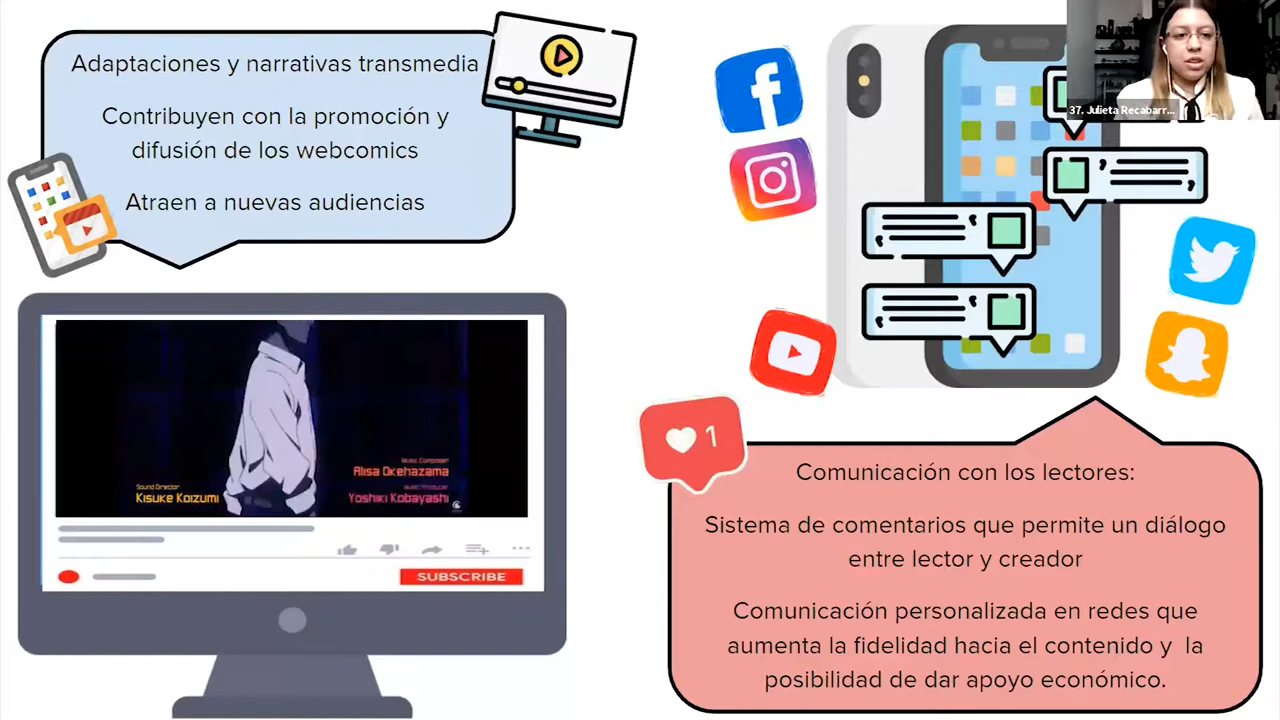 Adaptaciones y narrativas transmedia
Contribuyen con la promoción y
difusión de los webcomics
Atraen a nuevas audiencias
37. Julieta Recabarr...
Music Composer
Alisa Okehazama
Sound Director
Kisuke Koizumi
Yoshiki Kobayashi
SUBSCRIBE
1
Comunicación con los lectores:
Sistema de comentarios que permite un diálogo
entre lector y creador
Comunicación personalizada en redes que
aumenta la fidelidad hacia el contenido y la
posibilidad de dar apoyo económico.